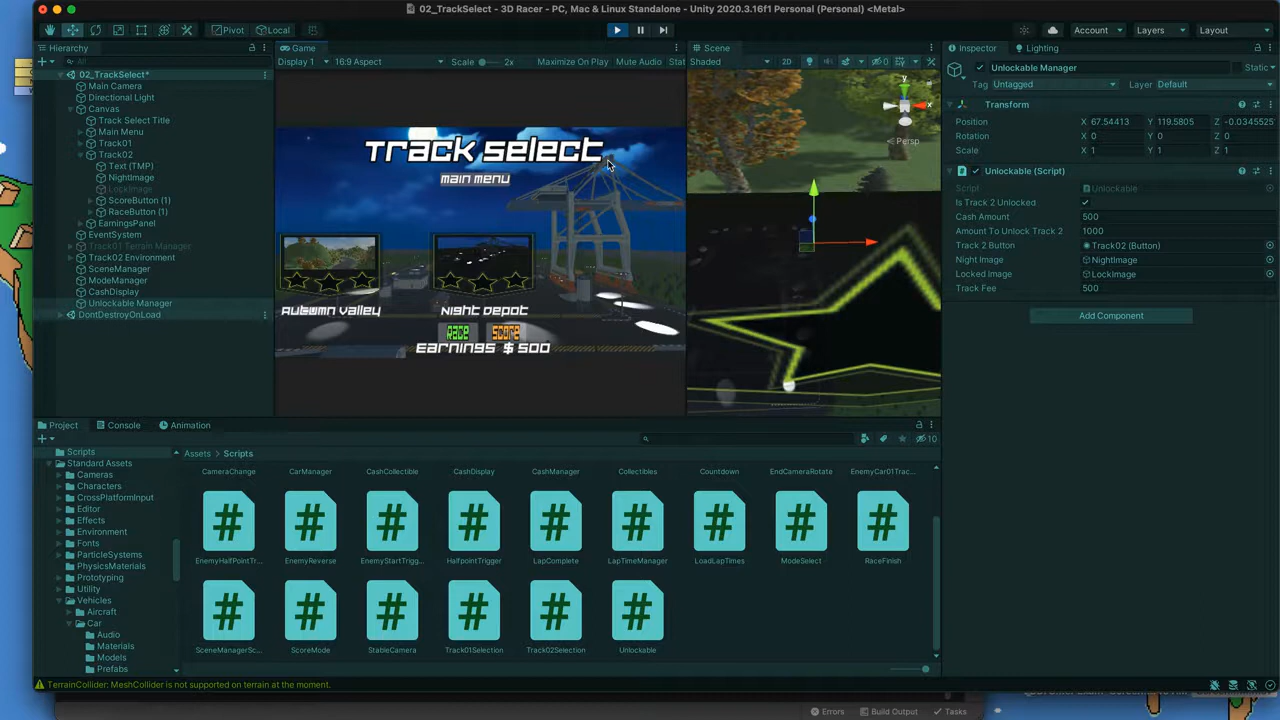 02_TrackSelect - 3D Racer - PC, Mac & Linux Standalone - Unity 2020.3.16f1 Personal (Personal) <Metal>
Pivot Local Account Layers Layout
Hierarchy Game Scene Inspector Lighting
All Display 1 16:9 Aspect Scale 2x Maximize On Play Mute Audio Stat Shaded 2D 0
02_TrackSelect*
Main Camera
Directional Light
Canvas
Track Select Title
Main Menu
Track01
Track02
Text (TMP)
NightImage
LockImage
ScoreButton (1)
RaceButton (1)
EarningsPanel
EventSystem
Track01 Terrain Manager
Track02 Environment
SceneManager
ModeManager
CashDisplay
Unlockable Manager
DontDestroyOnLoad
Track Select
Main Menu
Autumn Valley
Night Depot
Race Score
Earnings $ 500
y
x
Persp
Unlockable Manager Static
Tag Untagged Layer Default
Transform
Position X 67.54413 Y 119.5805 Z -0.0345525
Rotation X 0 Y 0 Z 0
Scale X 1 Y 1 Z 1
Unlockable (Script)
Script Unlockable
Is Track 2 Unlocked
Cash Amount 500
Amount To Unlock Track 2 1000
Track 2 Button Track02 (Button)
Night Image NightImage
Locked Image LockImage
Track Fee 500
Add Component
Project Console Animation
10
Scripts
Standard Assets
Cameras
Characters
CrossPlatformInput
Editor
Effects
Environment
Fonts
ParticleSystems
PhysicsMaterials
Prototyping
Utility
Vehicles
Aircraft
Car
Audio
Materials
Models
Prefabs
Assets > Scripts
CameraChange CarManager CashCollectible CashDisplay CashManager Collectibles Countdown EndCameraRotate EnemyCar01Trac...
EnemyHalfPointTr... EnemyReverse EnemyStartTrigg... HalfpointTrigger LapComplete LapTimeManager LoadLapTimes ModeSelect RaceFinish
SceneManagerSc... ScoreMode StableCamera Track01Selection Track02Selection Unlockable
TerrainCollider: MeshCollider is not supported on terrain at the moment.
Errors Build Output Tasks